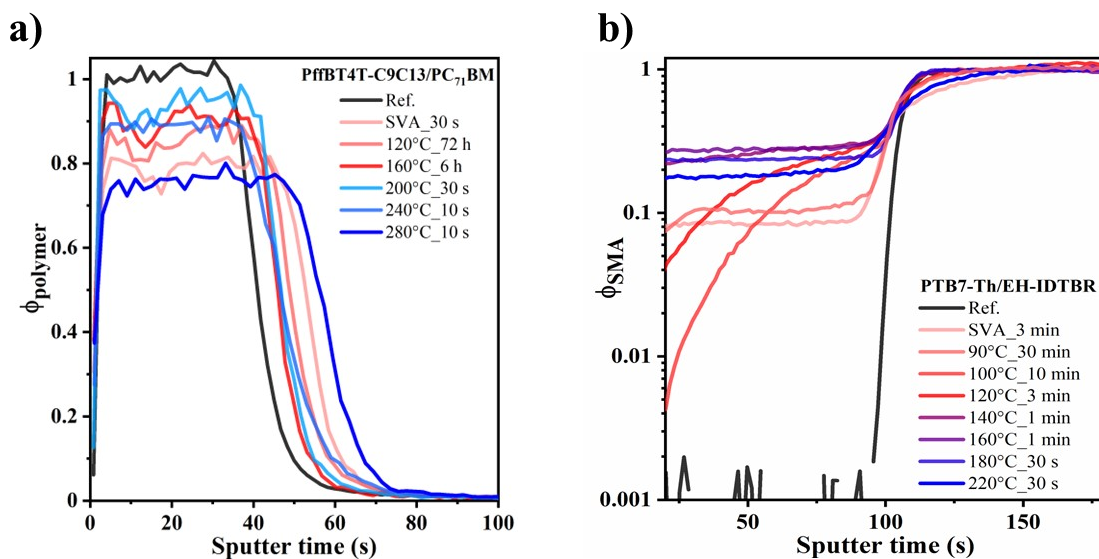 a)
PffBT4T-C9C13/PC71BM
Ref.
SVA_30 s
120°C_72 h
160°C_6 h
200°C_30 s
240°C_10 s
280°C_10 s
1
0.8
0.6
0.4
0.2
0
ϕpolymer
0 20 40 60 80 100
Sputter time (s)
b)
1
0.1
0.01
0.001
ϕSMA
PTB7-Th/EH-IDTBR
Ref.
SVA_3 min
90°C_30 min
100°C_10 min
120°C_3 min
140°C_1 min
160°C_1 min
180°C_30 s
220°C_30 s
50 100 150
Sputter time (s)